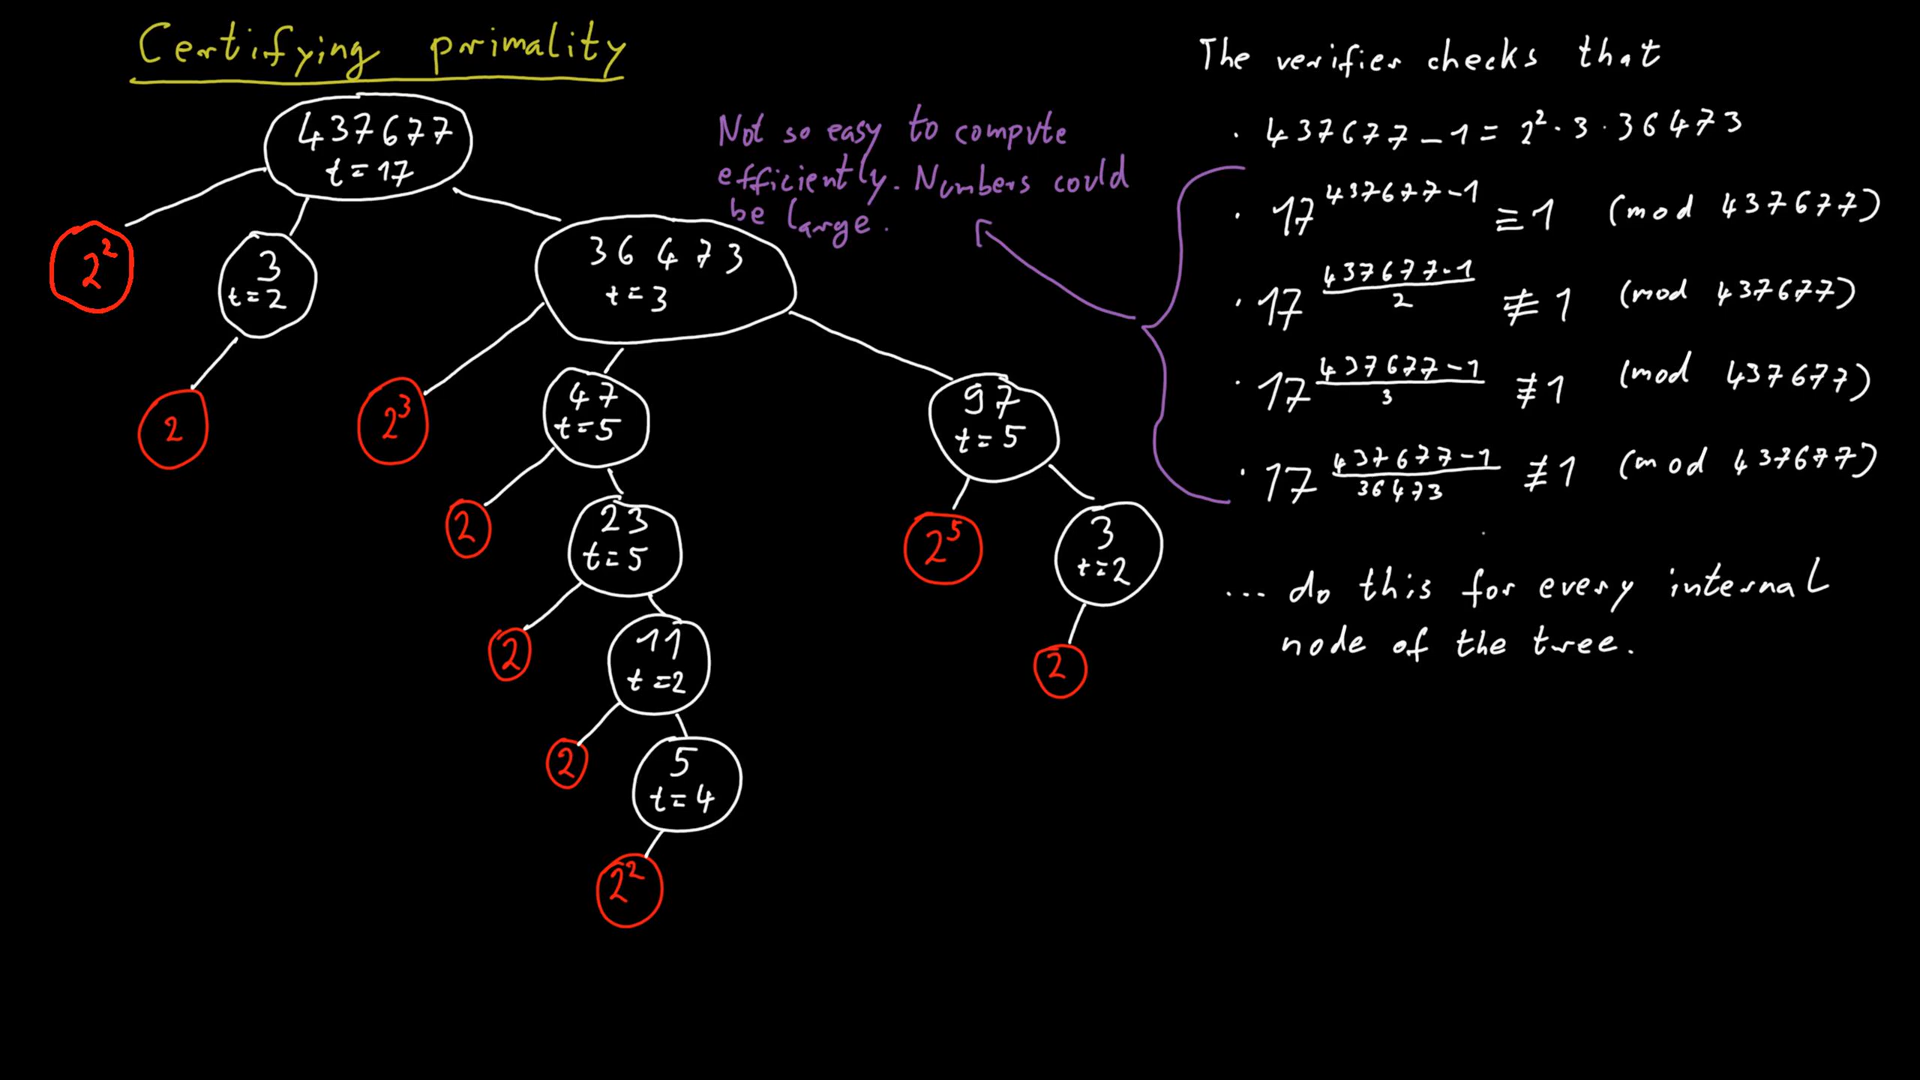 Certifying primality
437677
t=17
2²
3
t=2
2
36473
t=3
2³
47
t=5
2
23
t=5
2
11
t=2
2
5
t=4
2²
97
t=5
2⁵
3
t=2
2
Not so easy to compute
efficiently. Numbers could
be large.
The verifier checks that
· 437677-1 = 2²·3·36473
· 17^(437677-1) ≡ 1 (mod 437677)
· 17^((437677-1)/2) ≢ 1 (mod 437677)
· 17^((437677-1)/3) ≢ 1 (mod 437677)
· 17^((437677-1)/36473) ≢ 1 (mod 437677)
... do this for every internal
node of the tree.